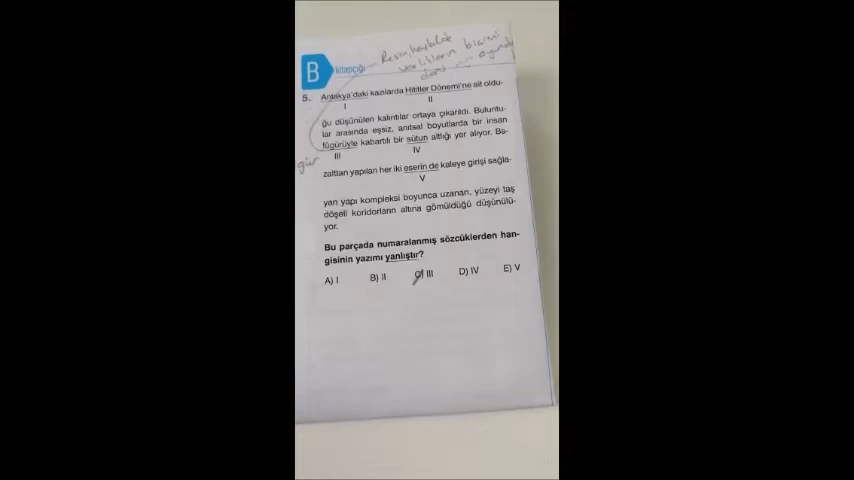 Resim, heykelde
varlıkların biçimi
B kitapçığı
5. Antakya'daki kazılarda Hititler Dönemi'ne ait oldu-
I II
ğu düşünülen kalıntılar ortaya çıkarıldı. Buluntu-
lar arasında eşsiz, anıtsal boyutlarda bir insan
fügürüyle kabartılı bir sütun altlığı yer alıyor. Ba-
III IV
zalttan yapılan her iki eserin de kaleye girişi sağla-
V
yan yapı kompleksi boyunca uzanan, yüzeyi taş
döşeli koridorların altına gömüldüğü düşünülü-
yor.
Bu parçada numaralanmış sözcüklerden han-
gisinin yazımı yanlıştır?
A) I B) II C) III D) IV E) V